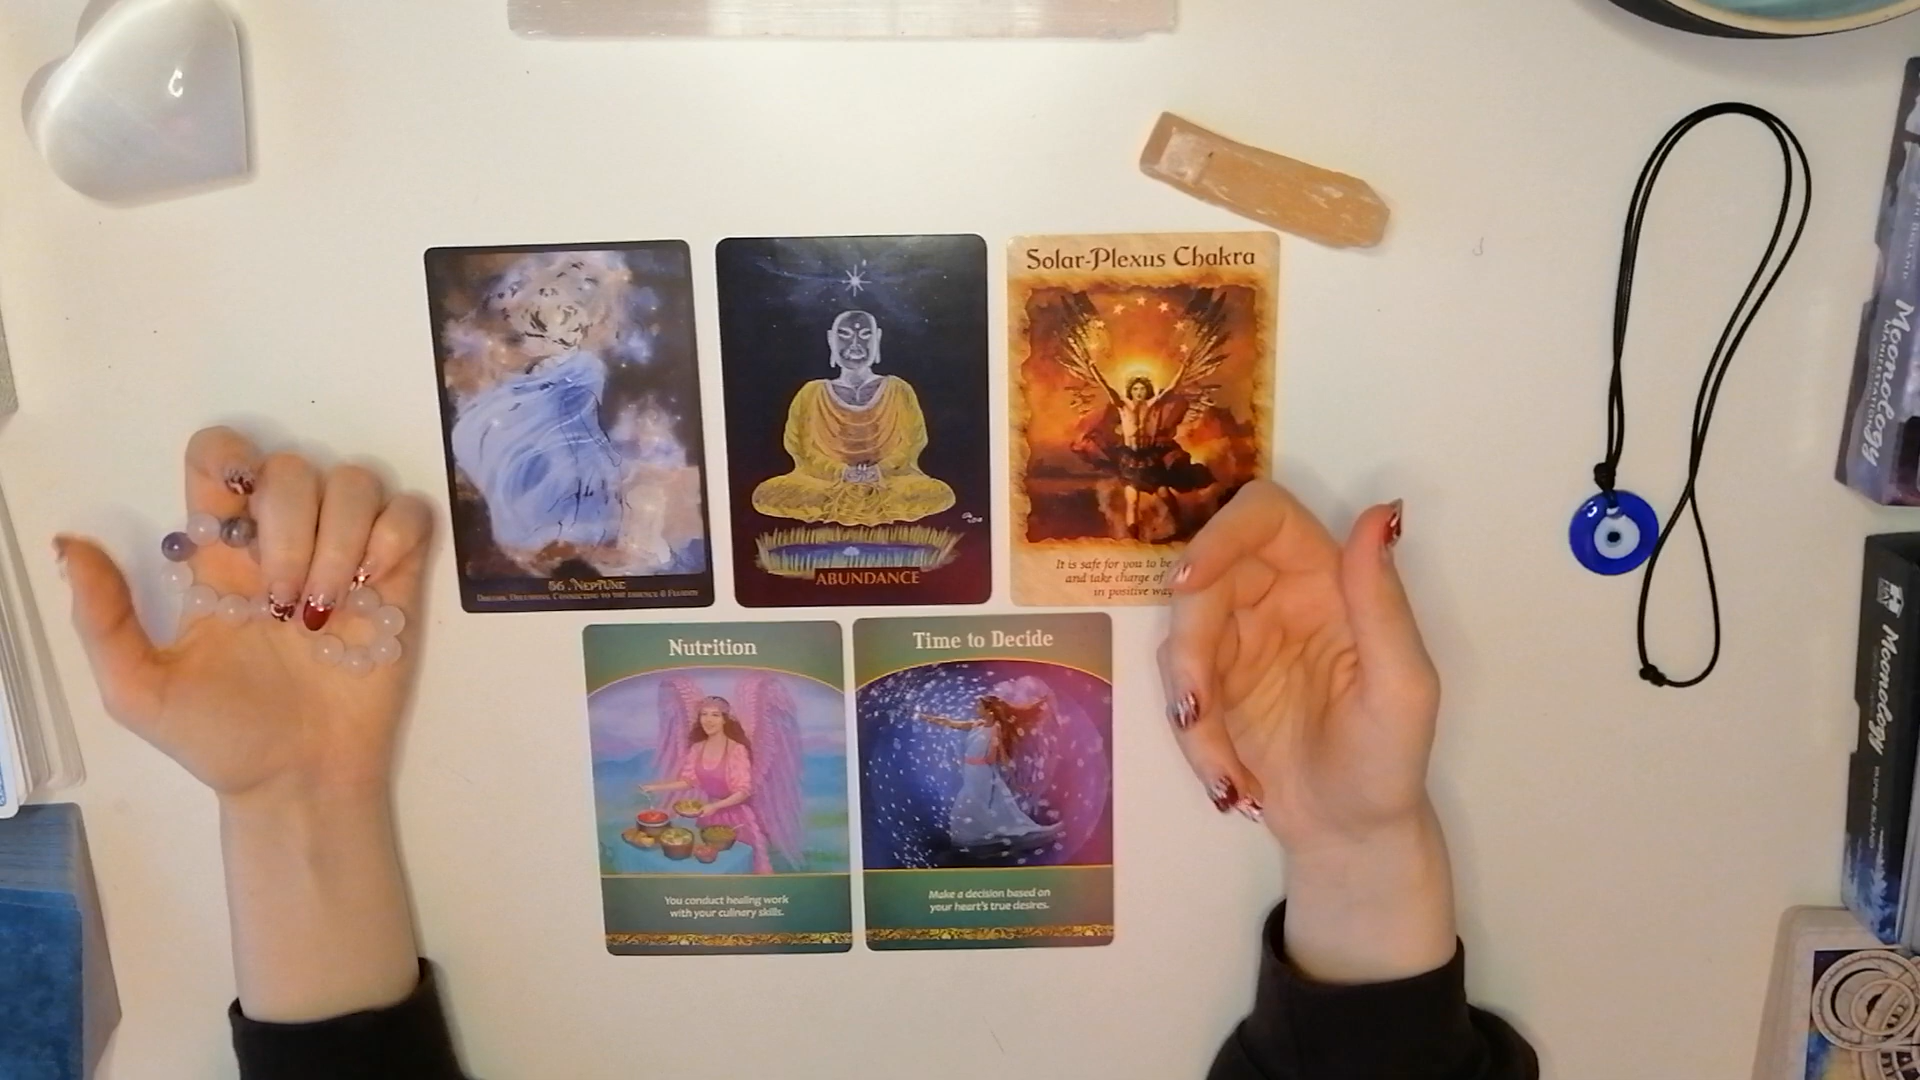 56. NEPTUNE
ABUNDANCE
Solar-Plexus Chakra
It is safe for you to be
and take charge of
in positive way
Nutrition
You conduct healing work
with your culinary skills.
Time to Decide
Make a decision based on
your heart's true desires.
Moonology
MANIFESTATION
Moonology